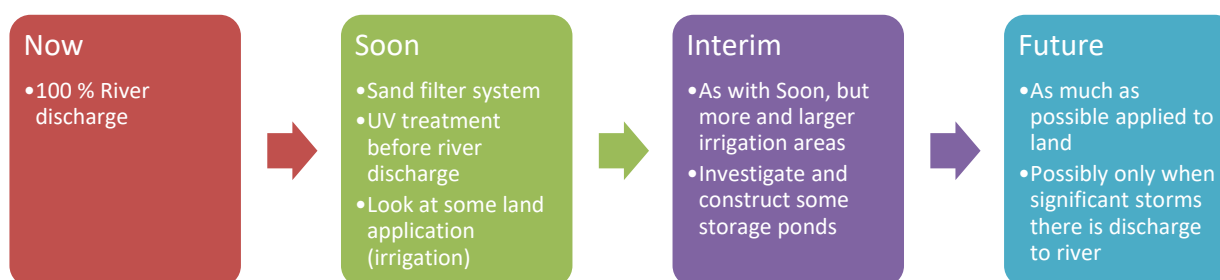 Now
•100 % River
discharge
Soon
•Sand filter system
•UV treatment
before river
discharge
•Look at some land
application
(irrigation)
Interim
•As with Soon, but
more and larger
irrigation areas
•Investigate and
construct some
storage ponds
Future
•As much as
possible applied to
land
•Possibly only when
significant storms
there is discharge
to river